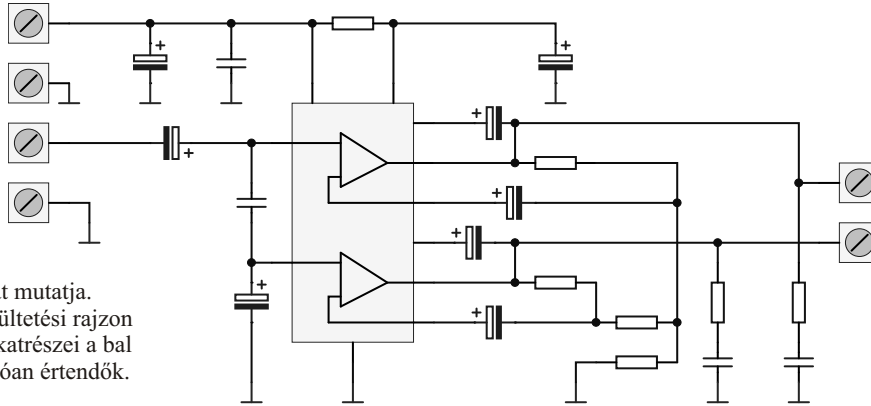 t mutatja.
ültetési rajzon
katrészei a bal
óan értendők.
+
+
+
+
+
+
+
+